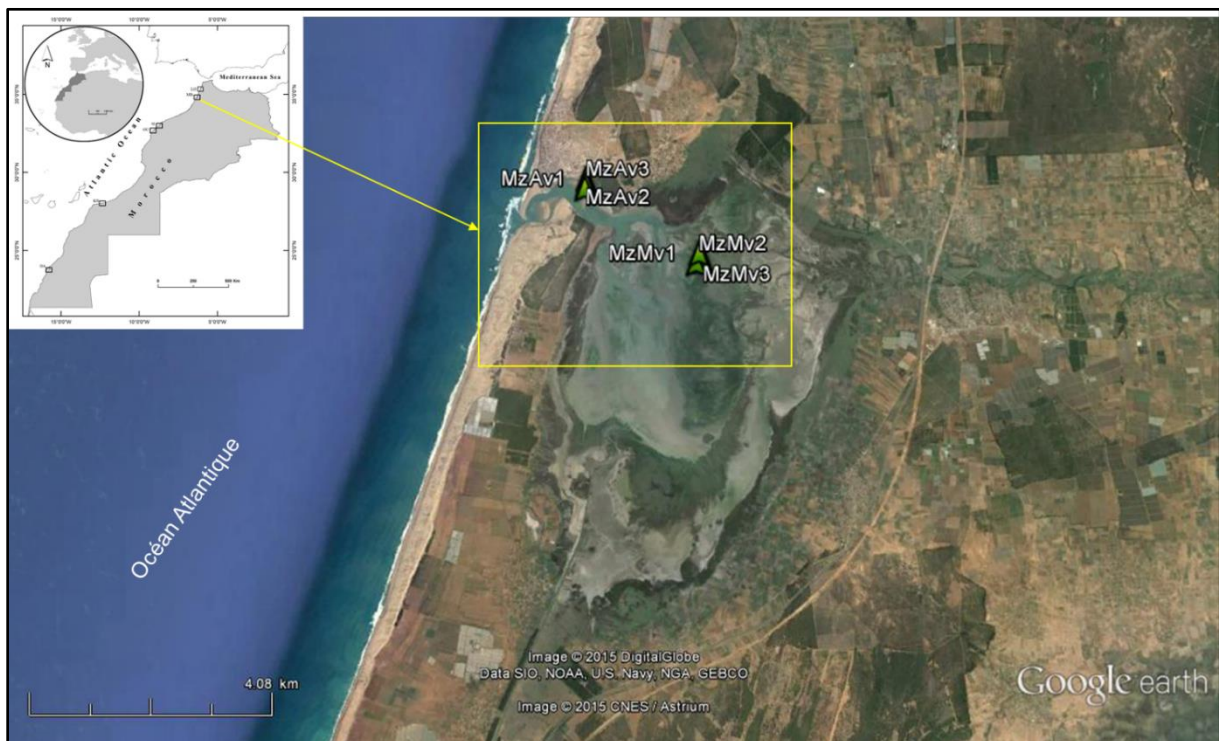 N
Mediterranean Sea
Atlantic Ocean
Morocco
MzAv1
MzAv3
MzAv2
MzMv1
MzMv2
MzMv3
Océan Atlantique
4.08 km
Image © 2015 DigitalGlobe
Data SIO, NOAA, U.S. Navy, NGA, GEBCO
Image © 2015 CNES / Astrium
Google earth